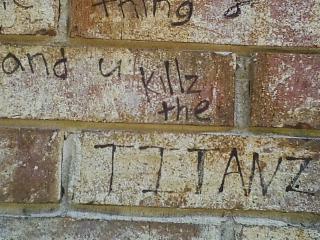 thing &
and u killz
the
TITANZ